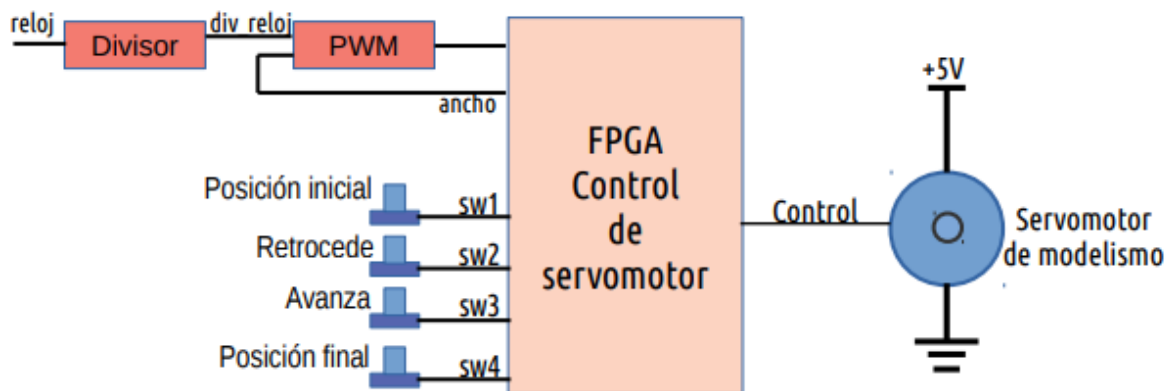 reloj
Divisor
div_reloj
PWM
ancho
Posición inicial
sw1
Retrocede
sw2
Avanza
sw3
Posición final
sw4
FPGA
Control
de
servomotor
Control
+5V
Servomotor
de modelismo